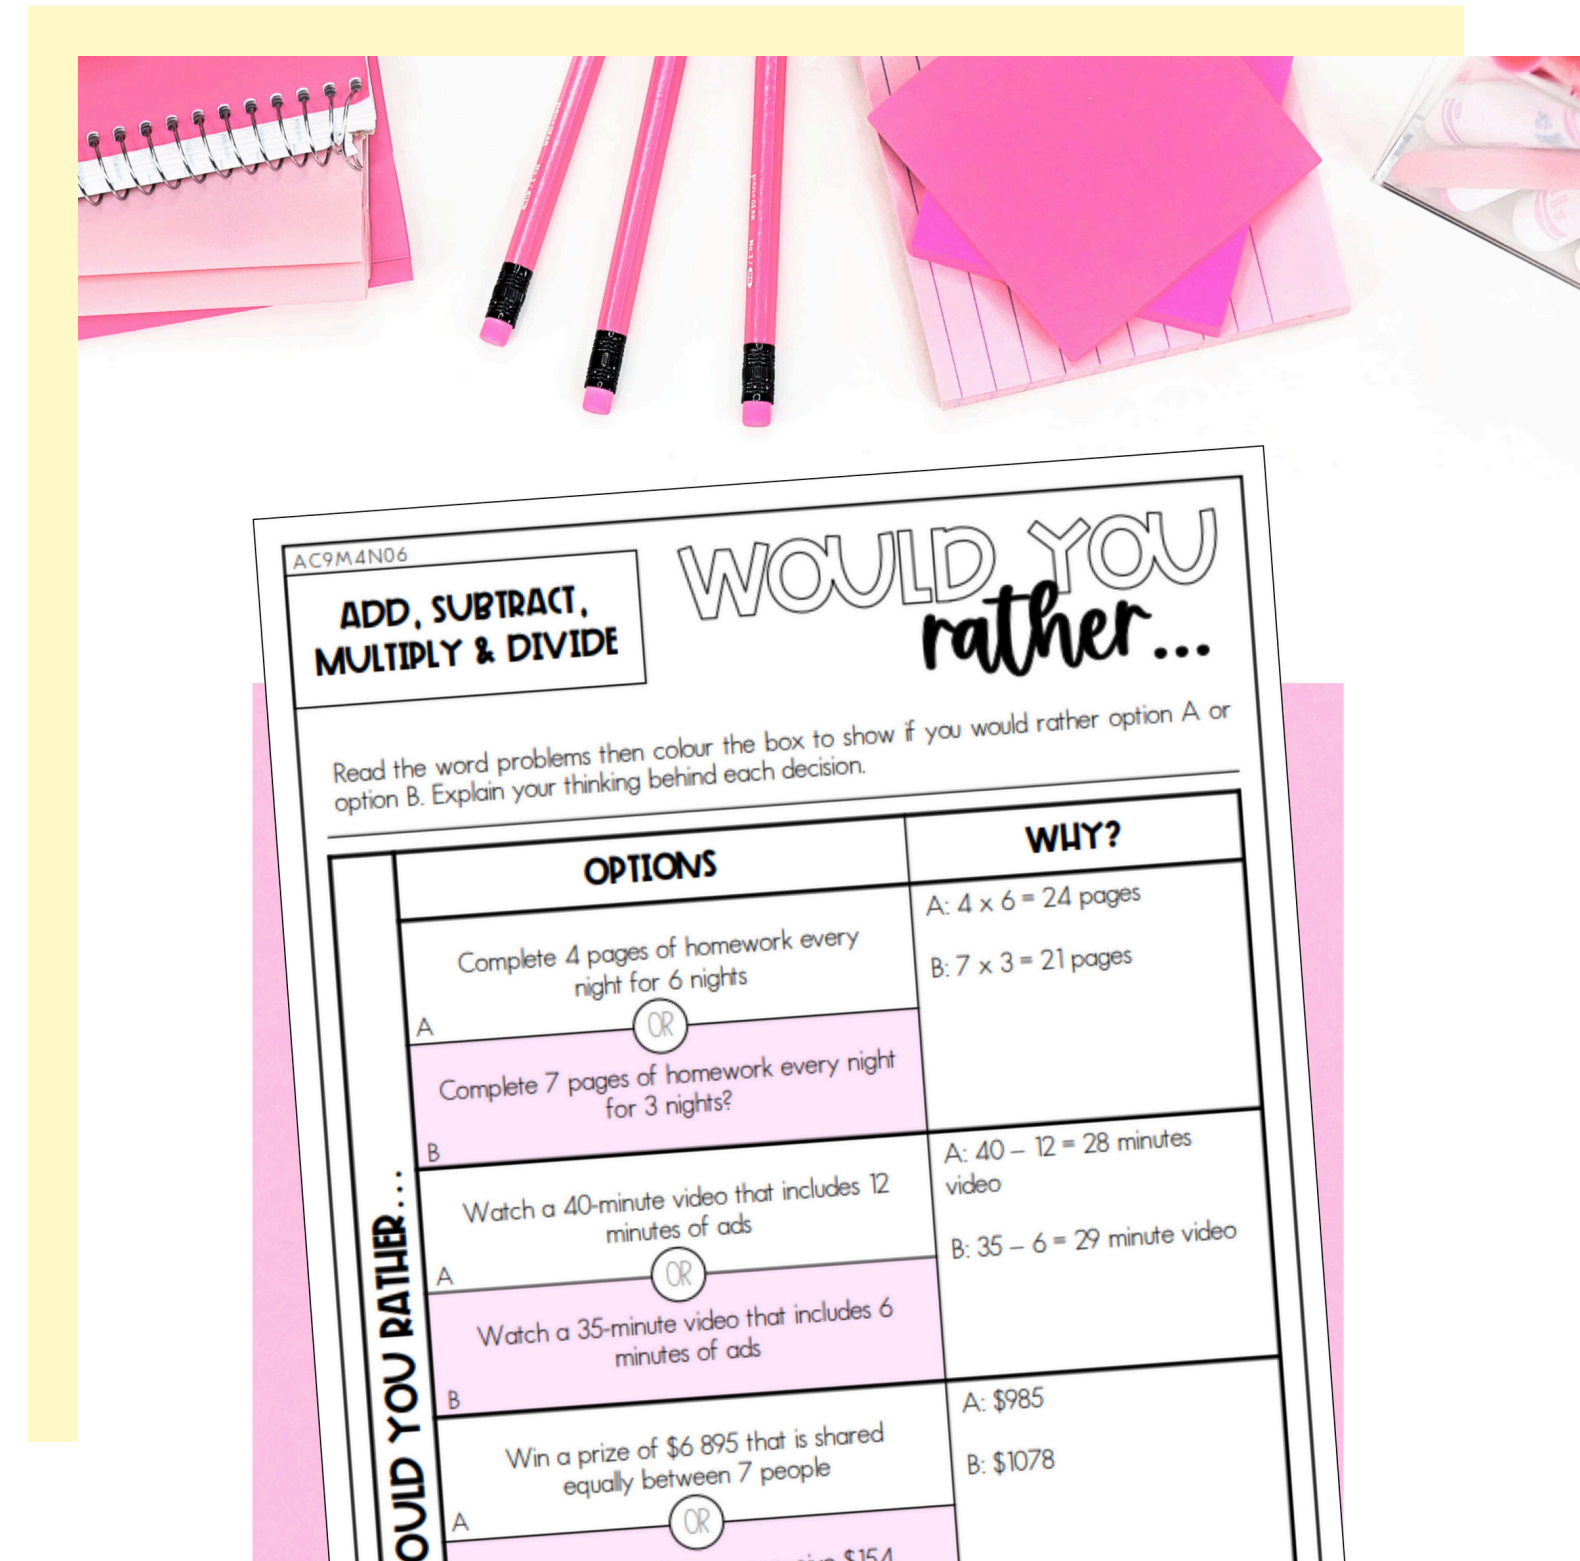 AC9M4N06
ADD, SUBTRACT,
MULTIPLY & DIVIDE
WOULD YOU
rather...
Read the word problems then colour the box to show if you would rather option A or
option B. Explain your thinking behind each decision.
OPTIONS
WHY?
Complete 4 pages of homework every
night for 6 nights
A
OR
Complete 7 pages of homework every night
for 3 nights?
B
A: 4 x 6 = 24 pages
B: 7 x 3 = 21 pages
Watch a 40-minute video that includes 12
minutes of ads
A
OR
Watch a 35-minute video that includes 6
minutes of ads
B
A: 40 – 12 = 28 minutes
video
B: 35 – 6 = 29 minute video
Win a prize of $6 895 that is shared
equally between 7 people
A
OR
$154
A: $985
B: $1078
OULD YOU RATHER...